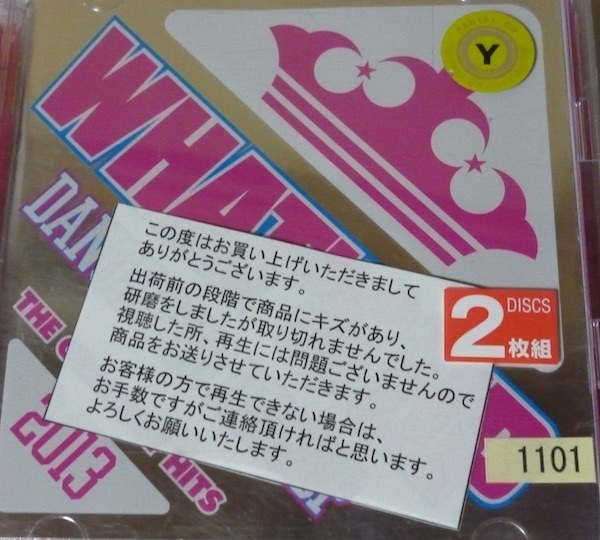 RENTAL CD
Y
WHAT
DAN
THE
2013
HITS
この度はお買い上げいただきまして
ありがとうございます。
出荷前の段階で商品にキズがあり、
研磨をしましたが取り切れませんでした。
視聴した所、再生には問題ございませんので
商品をお送りさせていただきます。
お客様の方で再生できない場合は、
お手数ですがご連絡頂ければと思います。
よろしくお願いいたします。
2 DISCS
枚組
1101